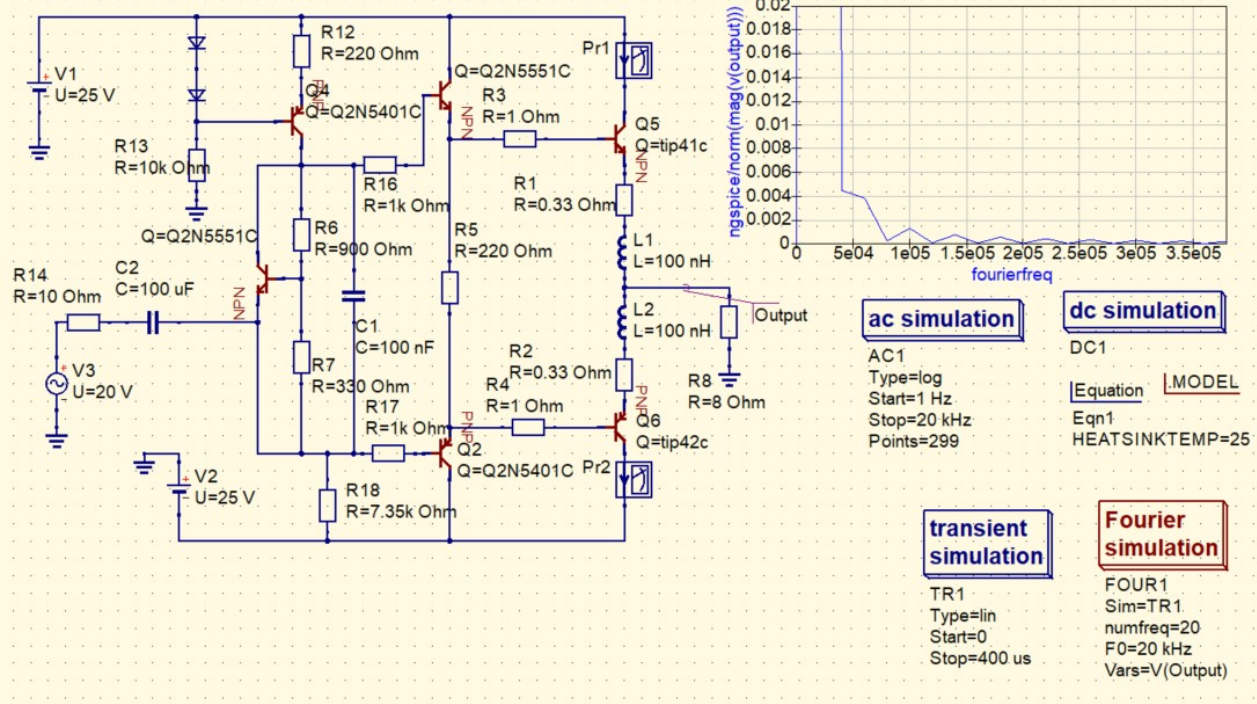 R12
R=220 Ohm
V1
U=25 V
PNP
Q4
Q=Q2N5401C
R13
R=10k Ohm
Q=Q2N5551C
NPN
R3
R=1 Ohm
Pr1
Q5
Q=tip41c
NPN
R16
R=1k Ohm
R1
R=0.33 Ohm
Q=Q2N5551C
NPN
R6
R=900 Ohm
R5
R=220 Ohm
L1
L=100 nH
R14
R=10 Ohm
C2
C=100 uF
C1
C=100 nF
L2
L=100 nH
Output
V3
U=20 V
R7
R=330 Ohm
R2
R=0.33 Ohm
R8
R=8 Ohm
R17
R=1k Ohm
R4
R=1 Ohm
PNP
Q6
Q=tip42c
PNP
Q2
Q=Q2N5401C
Pr2
V2
U=25 V
R18
R=7.35k Ohm
ngspice/norm(mag(v(output)))
0.02
0.018
0.016
0.014
0.012
0.01
0.008
0.006
0.004
0.002
0
0
5e04
1e05
1.5e05
2e05
2.5e05
3e05
3.5e05
fourierfreq
ac simulation
AC1
Type=log
Start=1 Hz
Stop=20 kHz
Points=299
dc simulation
DC1
Equation
.MODEL
Eqn1
HEATSINKTEMP=25
transient
simulation
TR1
Type=lin
Start=0
Stop=400 us
Fourier
simulation
FOUR1
Sim=TR1
numfreq=20
F0=20 kHz
Vars=V(Output)